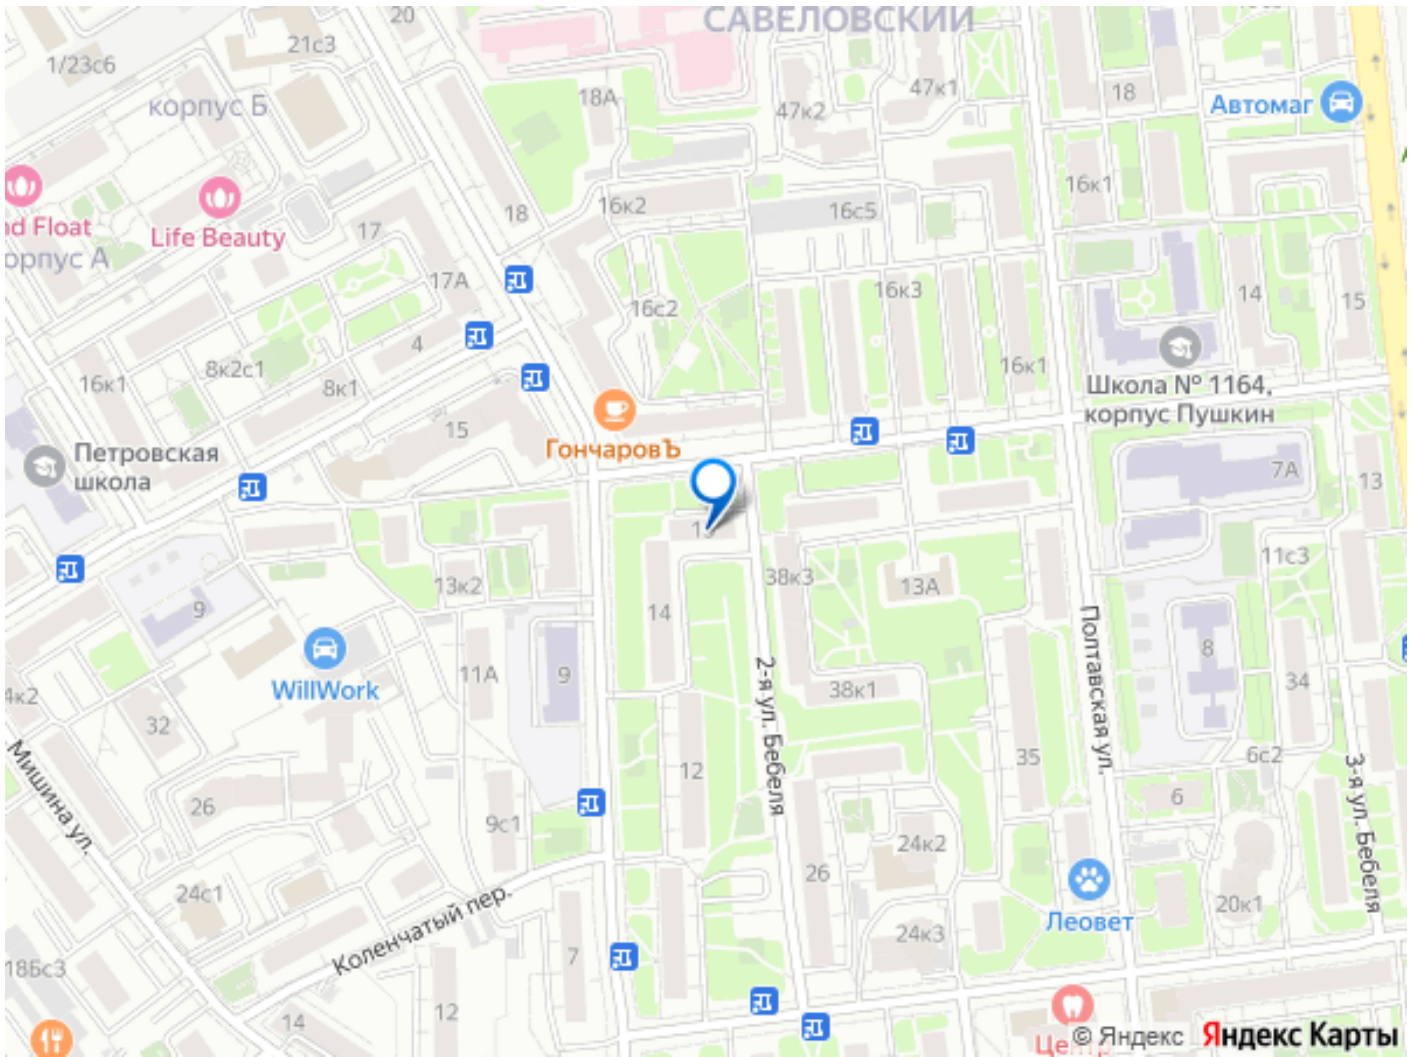 САВЕЛОВСКИЙ
20
21с3
1/23с6
корпус Б
18А
47к2
47к1
18
Автомаг
nd Float
орпус А
Life Beauty
17
18
16к2
16с5
16к1
17А
16с2
16к3
14
15
4
8к2с1
8к1
16к1
16к1
Школа № 1164,
корпус Пушкин
15
ГончаровЪ
Петровская
школа
7А
13
13к2
38к3
13А
11с3
9
14
Полтавская ул.
8
WillWork
11А
9
2-я ул. Бебеля
38к1
34
4к2
32
Мишина ул.
12
35
6с2
3-я ул. Бебеля
26
6
9с1
24к2
26
24с1
Коленчатый пер.
Леовет
20к1
24к3
18Бс3
7
12
14
© Яндекс
Яндекс Карты